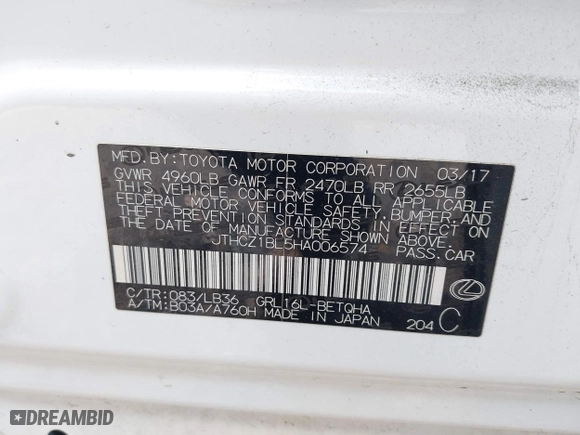 MFD.BY:TOYOTA MOTOR CORPORATION 03/17
GVWR 4960LB GAWR FR 2470LB RR 2655LB
THIS VEHICLE CONFORMS TO ALL APPLICABLE
FEDERAL MOTOR VEHICLE SAFETY, BUMPER, AND
THEFT PREVENTION STANDARDS IN EFFECT ON
THE DATE OF MANUFACTURE SHOWN ABOVE.
JTHCZ1BL5HA006574 PASS.CAR
C/TR:083/LB36 GRL16L-BETQHA
A/TM:B03A/A760H MADE IN JAPAN 204 C
DREAMBID